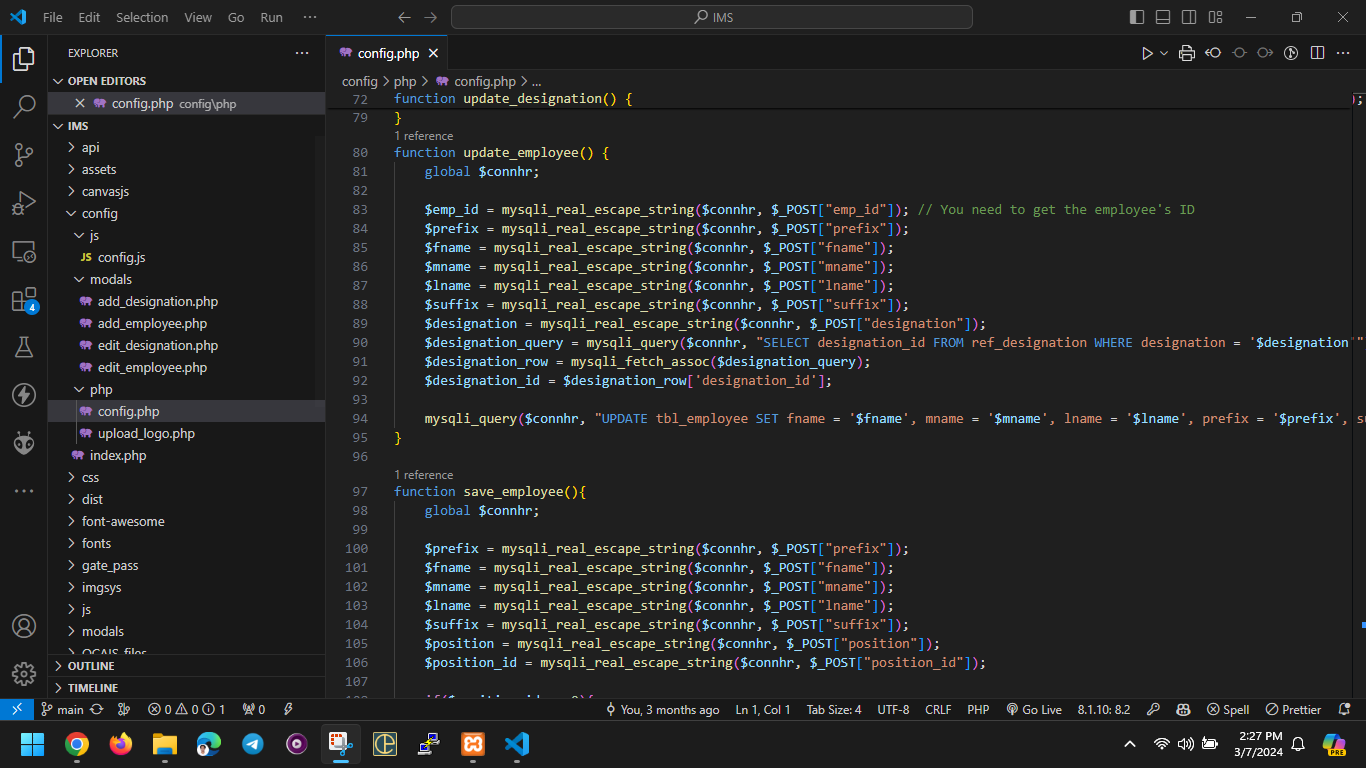 File Edit Selection View Go Run ··· IMS
EXPLORER ···
OPEN EDITORS
config.php config\php
IMS
api
assets
canvasjs
config
js
JS config.js
modals
add_designation.php
add_employee.php
edit_designation.php
edit_employee.php
php
config.php
upload_logo.php
index.php
css
dist
font-awesome
fonts
gate_pass
imgsys
js
modals
OCAIS_files
OUTLINE
TIMELINE
4
config.php
config > php > config.php > ...
72 function update_designation() { );
79 }
1 reference
80 function update_employee() {
81 global $connhr;
82
83 $emp_id = mysqli_real_escape_string($connhr, $_POST["emp_id"]); // You need to get the employee's ID
84 $prefix = mysqli_real_escape_string($connhr, $_POST["prefix"]);
85 $fname = mysqli_real_escape_string($connhr, $_POST["fname"]);
86 $mname = mysqli_real_escape_string($connhr, $_POST["mname"]);
87 $lname = mysqli_real_escape_string($connhr, $_POST["lname"]);
88 $suffix = mysqli_real_escape_string($connhr, $_POST["suffix"]);
89 $designation = mysqli_real_escape_string($connhr, $_POST["designation"]);
90 $designation_query = mysqli_query($connhr, "SELECT designation_id FROM ref_designation WHERE designation = '$designation'"
91 $designation_row = mysqli_fetch_assoc($designation_query);
92 $designation_id = $designation_row['designation_id'];
93
94 mysqli_query($connhr, "UPDATE tbl_employee SET fname = '$fname', mname = '$mname', lname = '$lname', prefix = '$prefix', su
95 }
96
1 reference
97 function save_employee(){
98 global $connhr;
99
100 $prefix = mysqli_real_escape_string($connhr, $_POST["prefix"]);
101 $fname = mysqli_real_escape_string($connhr, $_POST["fname"]);
102 $mname = mysqli_real_escape_string($connhr, $_POST["mname"]);
103 $lname = mysqli_real_escape_string($connhr, $_POST["lname"]);
104 $suffix = mysqli_real_escape_string($connhr, $_POST["suffix"]);
105 $position = mysqli_real_escape_string($connhr, $_POST["position"]);
106 $position_id = mysqli_real_escape_string($connhr, $_POST["position_id"]);
107
main 0 0 1 0 You, 3 months ago Ln 1, Col 1 Tab Size: 4 UTF-8 CRLF PHP Go Live 8.1.10: 8.2 Spell Prettier
2:27 PM
3/7/2024
PRE